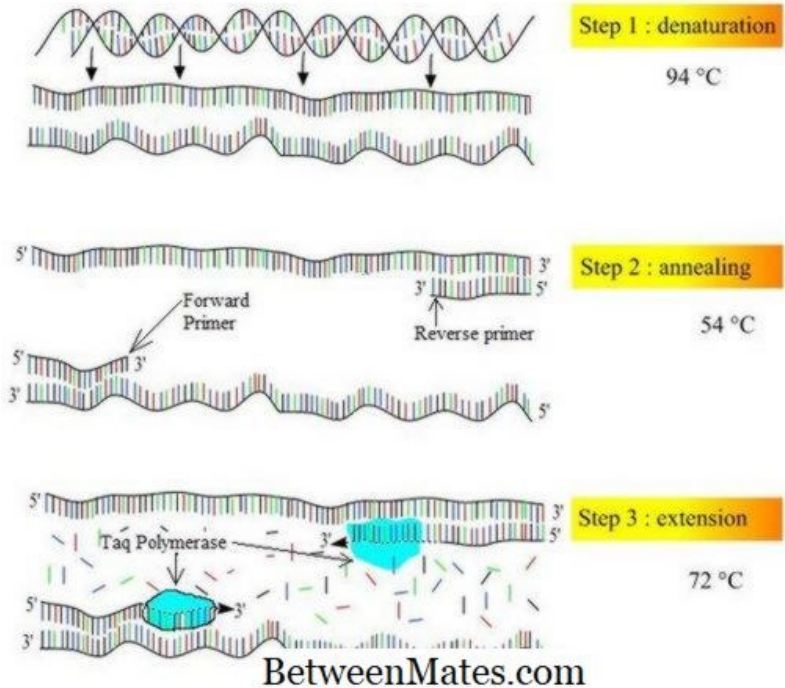 Step 1 : denaturation
94 °C
5'
3'
Step 2 : annealing
3'
5'
Forward
Primer
Reverse primer
54 °C
5'
3'
3'
5'
5'
3'
Step 3 : extension
Taq Polymerase
3'
5'
72 °C
5'
3'
3'
BetweenMates.com